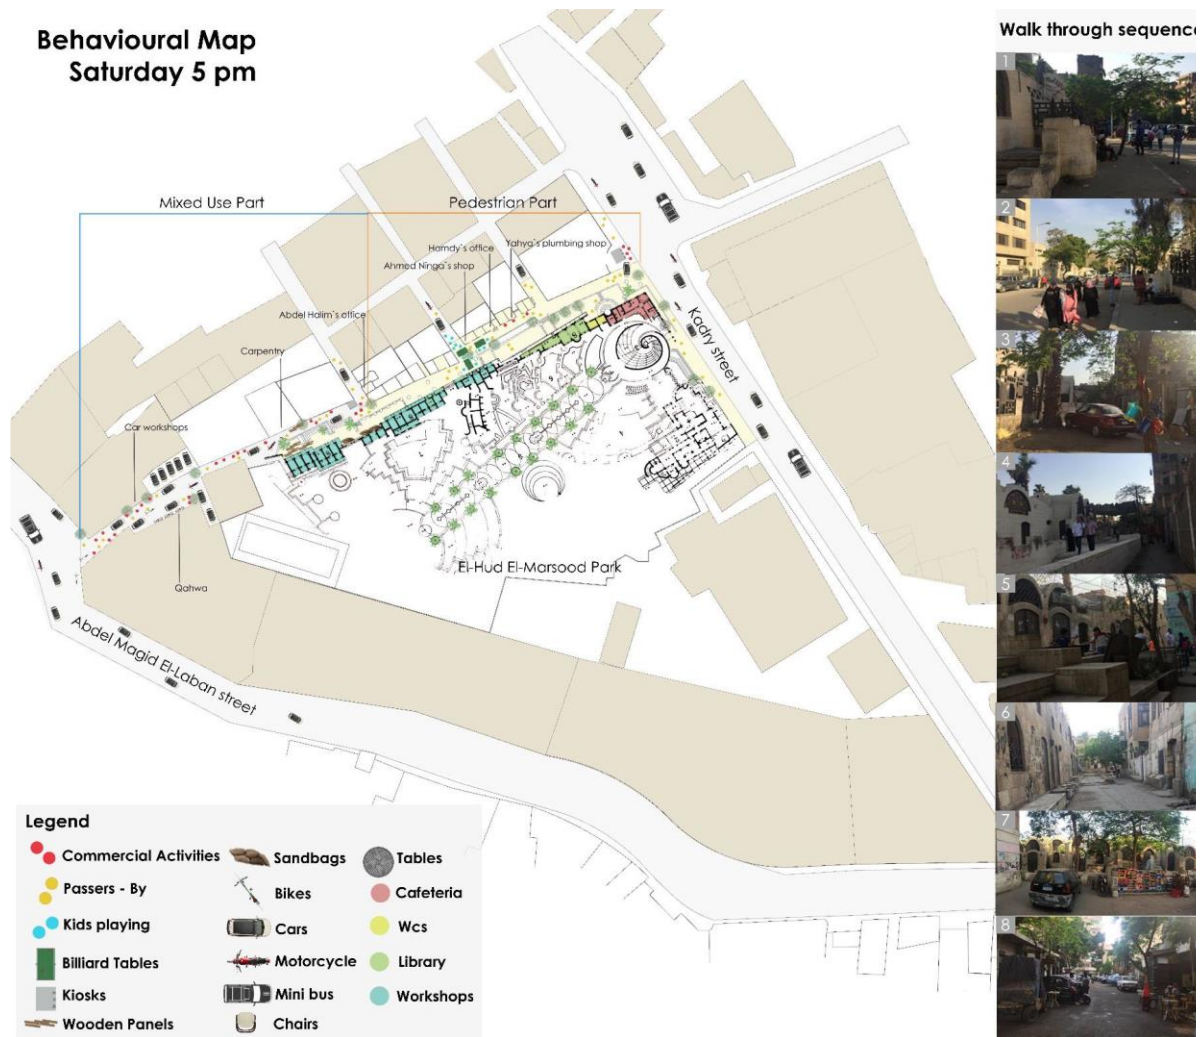 Behavioural Map
Saturday 5 pm
Walk through sequence
Mixed Use Part
Pedestrian Part
Hamdy`s office
Yahya`s plumbing shop
Ahmed Ninga`s shop
Abdel Halim`s office
Carpentry
Car workshops
Qahwa
Kadry street
El-Hud El-Marsood Park
Abdel Magid El-Laban street
Legend
Commercial Activities
Passers - By
Kids playing
Billiard Tables
Kiosks
Wooden Panels
Sandbags
Bikes
Cars
Motorcycle
Mini bus
Chairs
Tables
Cafeteria
Wcs
Library
Workshops
1
2
3
4
5
6
7
8